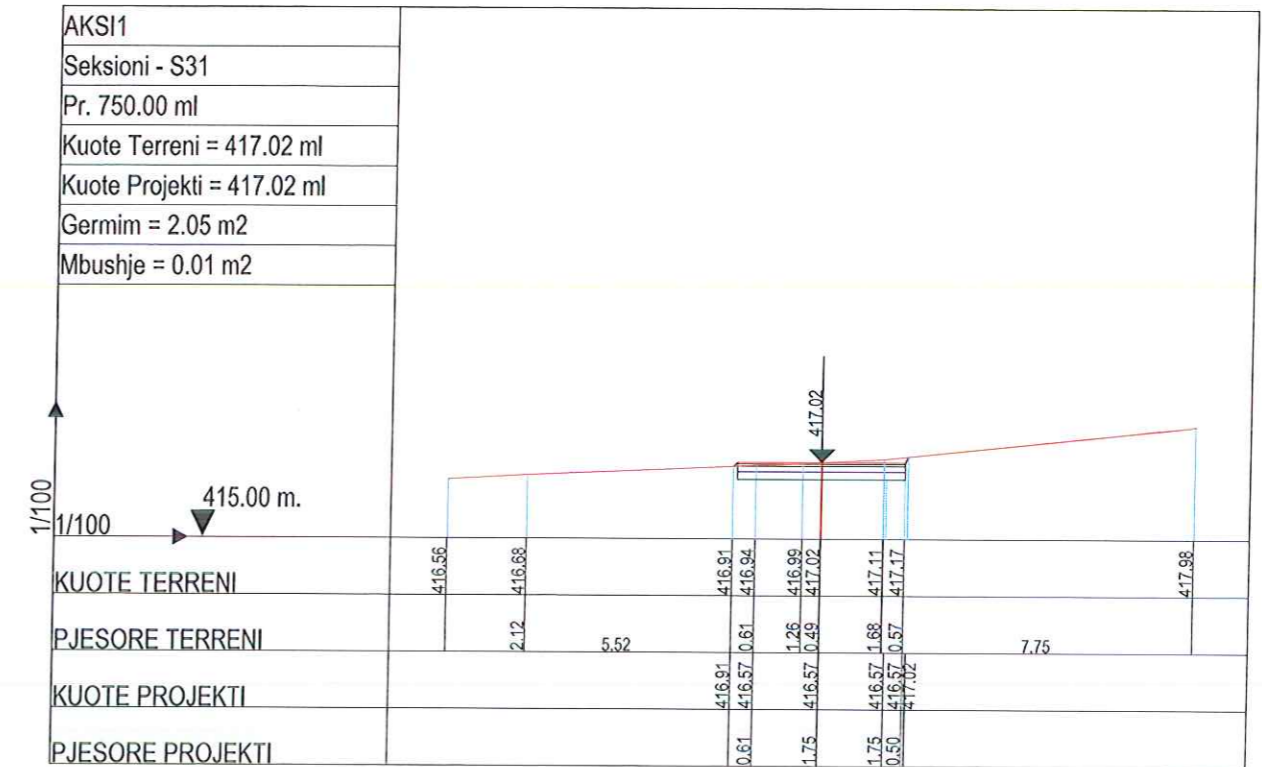 AKSI1
Seksioni - S31
Pr. 750.00 ml
Kuote Terreni = 417.02 ml
Kuote Projekti = 417.02 ml
Germim = 2.05 m2
Mbushje = 0.01 m2
417.02
1/100
415.00 m.
1/100
KUOTE TERRENI 416.56 416.68 416.91 416.94 416.99 417.02 417.11 417.17 417.98
PJESORE TERRENI 2.12 5.52 0.61 1.26 0.49 1.68 0.57 7.75
KUOTE PROJEKTI 416.91 416.57 416.57 416.57 416.57 417.02
PJESORE PROJEKTI 0.61 1.75 1.75 0.50